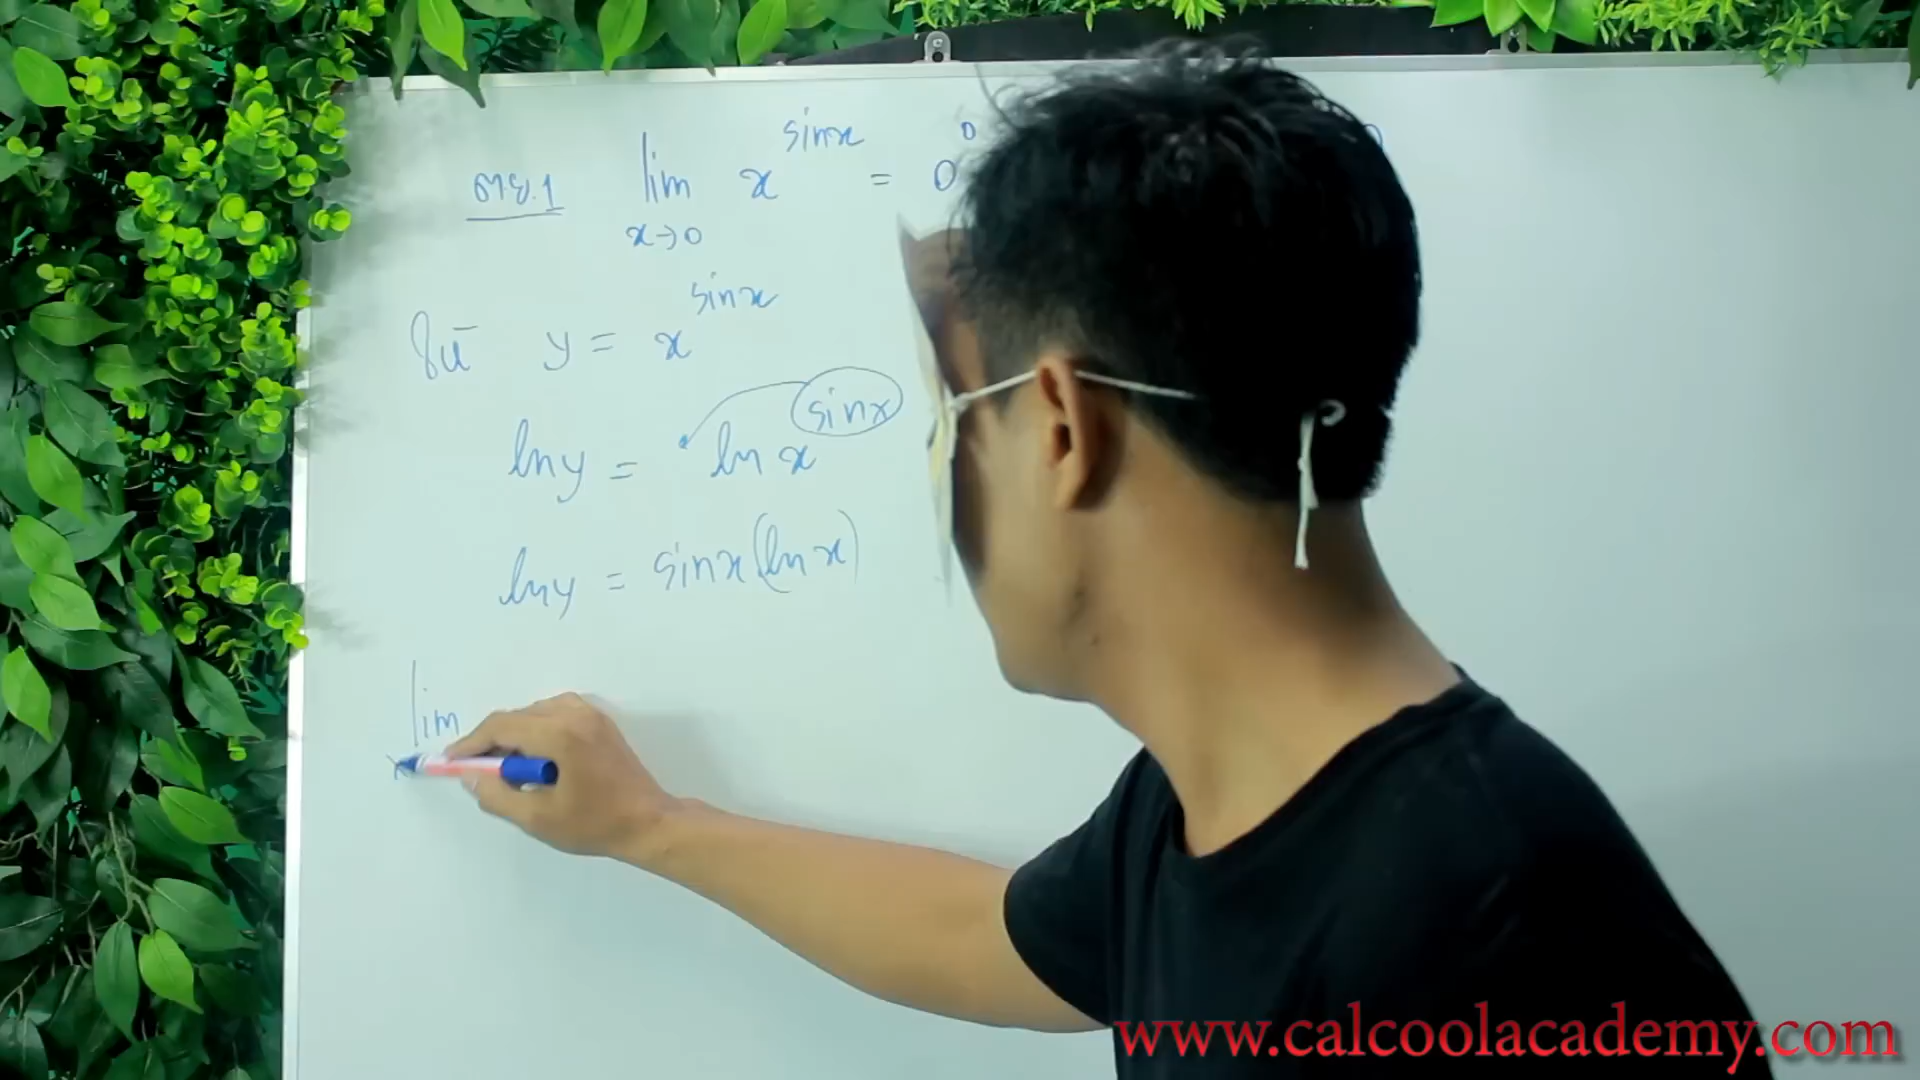 ตย.1 lim x^sinx = 0^0
x→0
ให้ y = x^sinx
lny = ln x^sinx
lny = sinx(ln x)
lim
x
www.calcoolacademy.com